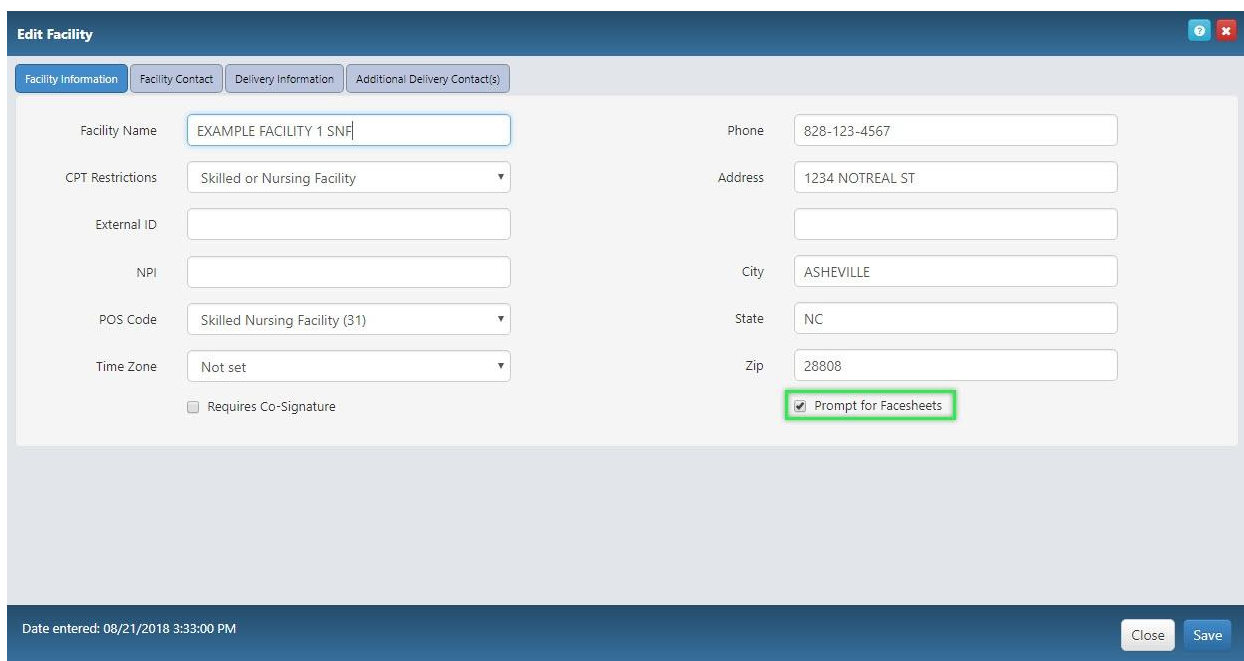 Edit Facility
Facility Information Facility Contact Delivery Information Additional Delivery Contact(s)
Facility Name EXAMPLE FACILITY 1 SNF Phone 828-123-4567
CPT Restrictions Skilled or Nursing Facility Address 1234 NOTREAL ST
External ID
NPI City ASHEVILLE
POS Code Skilled Nursing Facility (31) State NC
Time Zone Not set Zip 28808
Requires Co-Signature Prompt for Facesheets
Date entered: 08/21/2018 3:33:00 PM Close Save